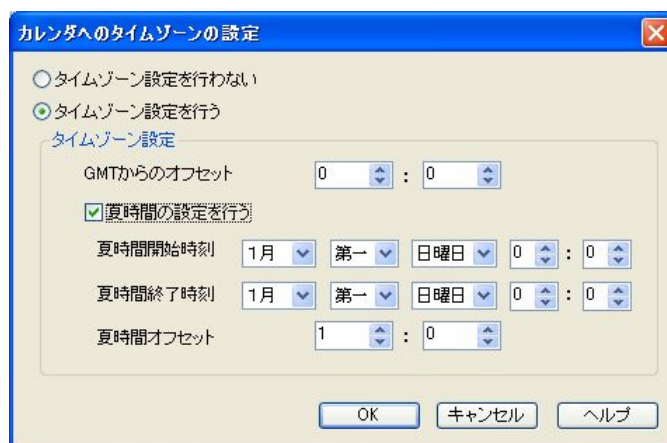 カレンダへのタイムゾーンの設定
タイムゾーン設定を行わない
タイムゾーン設定を行う
タイムゾーン設定
GMTからのオフセット 0 : 0
夏時間の設定を行う
夏時間開始時刻 1月 第一 日曜日 0 : 0
夏時間終了時刻 1月 第一 日曜日 0 : 0
夏時間オフセット 1 : 0
OK キャンセル ヘルプ